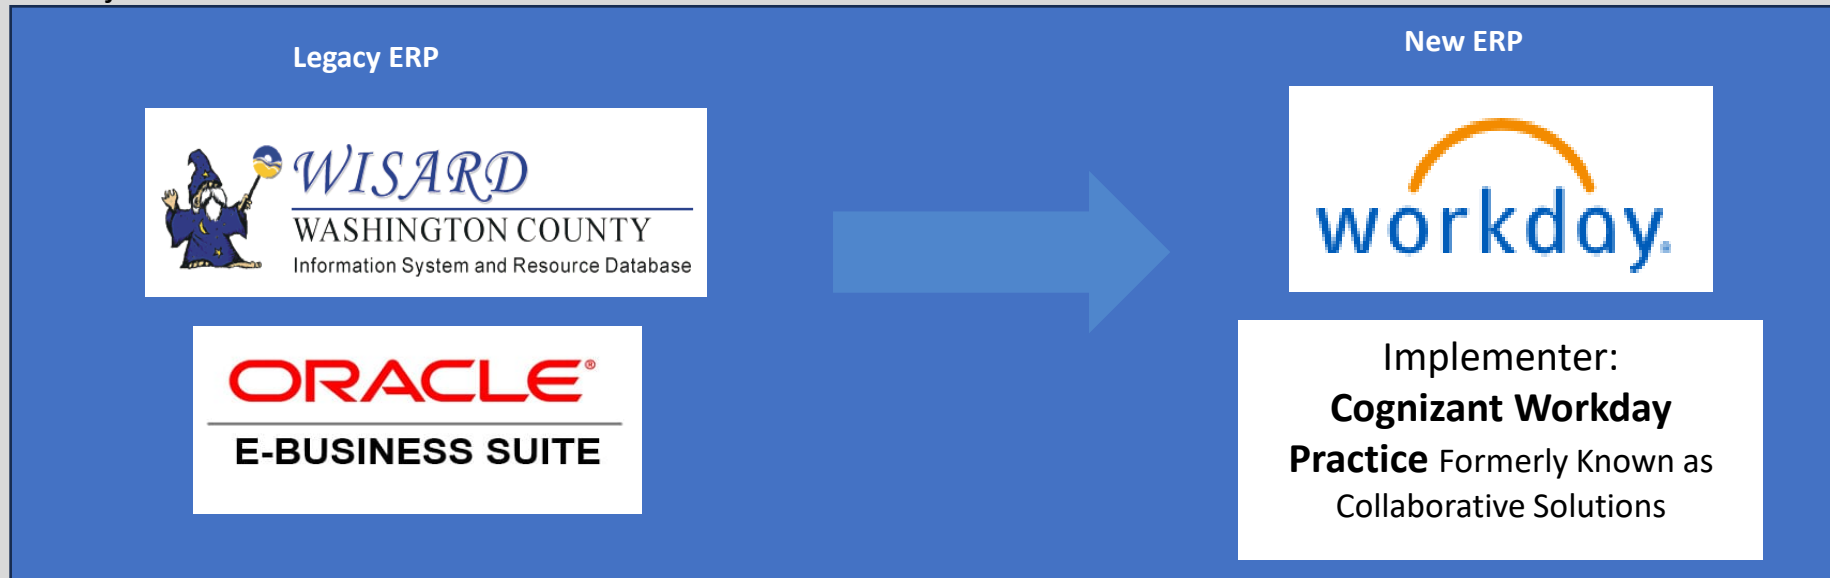 Legacy ERP
WISARD
WASHINGTON COUNTY
Information System and Resource Database
ORACLE®
E-BUSINESS SUITE
New ERP
workday.
Implementer:
Cognizant Workday
Practice Formerly Known as
Collaborative Solutions